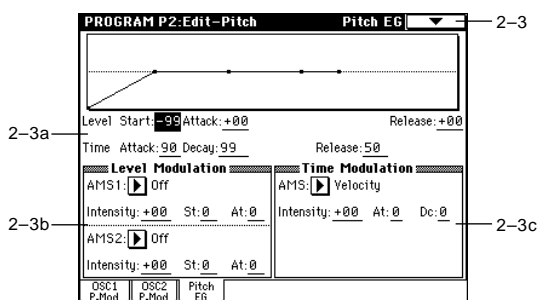 PROGRAM P2:Edit-Pitch Pitch EG
2–3
Level Start:-99 Attack:+00 Release:+00
2–3a
Time Attack:90 Decay:99 Release:50
Level Modulation
Time Modulation
AMS1: Off
AMS: Velocity
Intensity:+00 St:0 At:0
Intensity:+00 At:0 Dc:0
2–3b
2–3c
AMS2: Off
Intensity:+00 St:0 At:0
OSC1 P-Mod
OSC2 P-Mod
Pitch EG